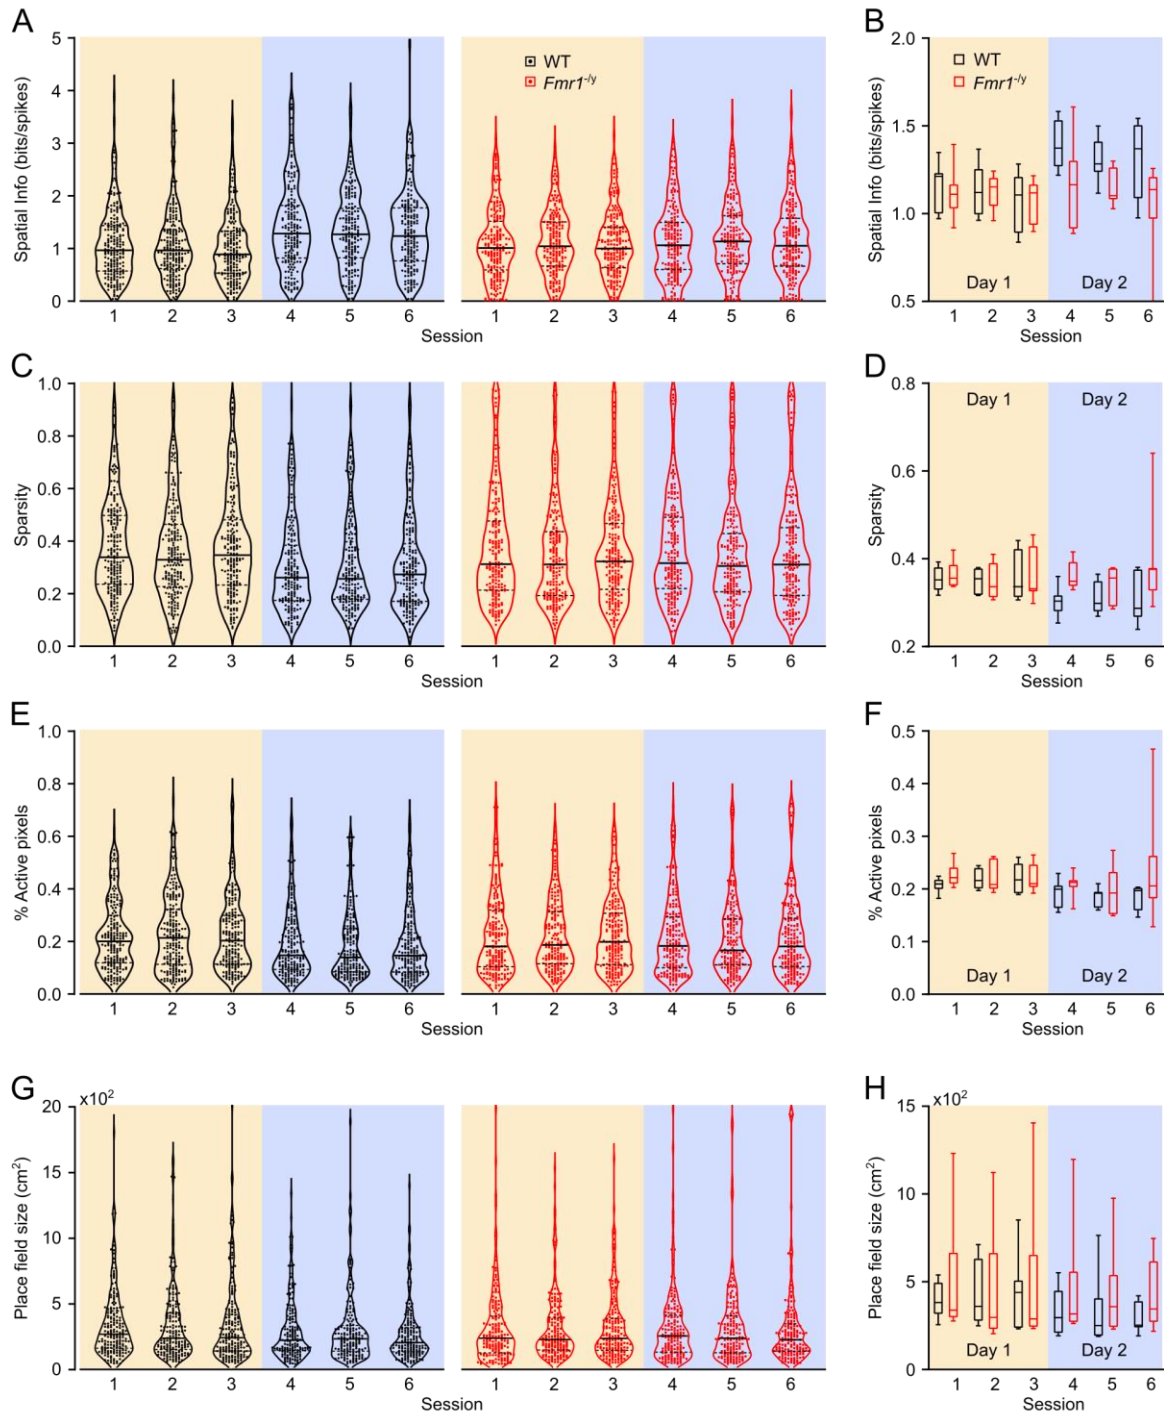 A
B
5
4
3
2
1
0
Spatial Info (bits/spikes)
WT
Fmr1-/y
1 2 3 4 5 6 1 2 3 4 5 6
Session
2.0
1.5
1.0
0.5
Spatial Info (bits/spikes)
WT
Fmr1-/y
Day 1 Day 2
1 2 3 4 5 6
Session
C
D
1.0
0.8
0.6
0.4
0.2
0.0
Sparsity
1 2 3 4 5 6 1 2 3 4 5 6
Session
0.8
0.6
0.4
0.2
Sparsity
Day 1 Day 2
1 2 3 4 5 6
Session
E
F
1.0
0.8
0.6
0.4
0.2
0.0
% Active pixels
1 2 3 4 5 6 1 2 3 4 5 6
Session
0.5
0.4
0.3
0.2
0.1
0.0
% Active pixels
Day 1 Day 2
1 2 3 4 5 6
Session
G
H
x10²
20
15
10
5
0
Place field size (cm²)
1 2 3 4 5 6 1 2 3 4 5 6
Session
x10²
15
10
5
0
Place field size (cm²)
Day 1 Day 2
1 2 3 4 5 6
Session